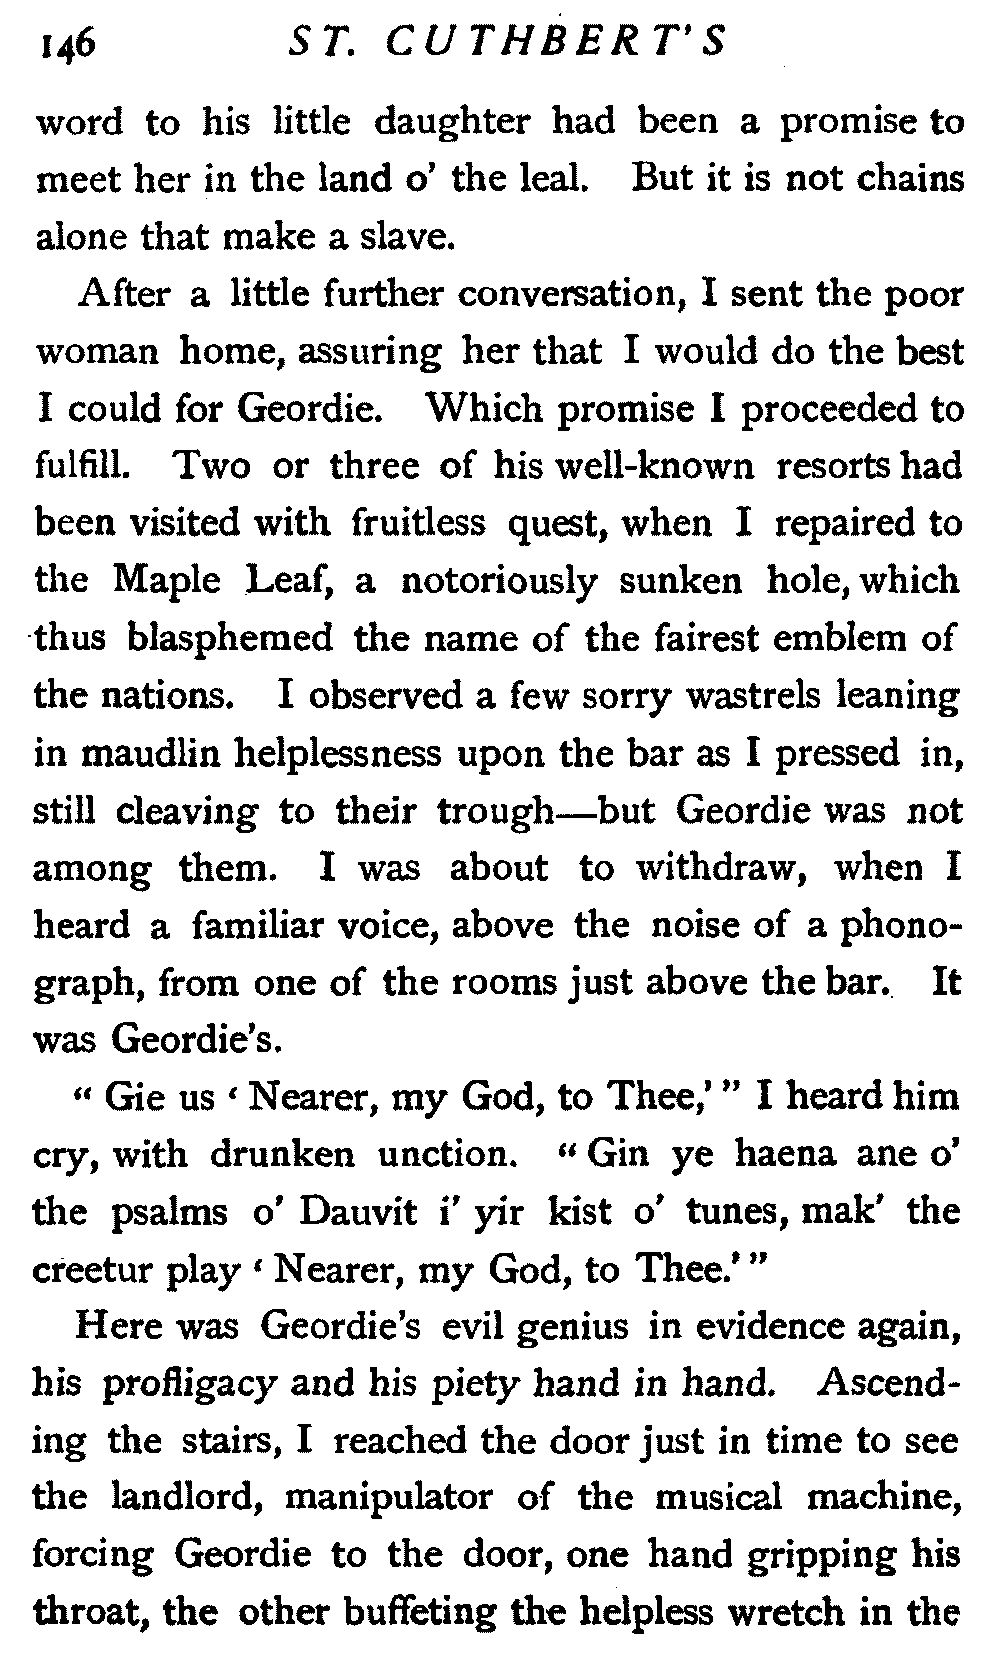 146 ST. CUTHBERT'S
word to his little daughter had been a promise to
meet her in the land o' the leal. But it is not chains
alone that make a slave.
After a little further conversation, I sent the poor
woman home, assuring her that I would do the best
I could for Geordie. Which promise I proceeded to
fulfill. Two or three of his well-known resorts had
been visited with fruitless quest, when I repaired to
the Maple Leaf, a notoriously sunken hole, which
thus blasphemed the name of the fairest emblem of
the nations. I observed a few sorry wastrels leaning
in maudlin helplessness upon the bar as I pressed in,
still cleaving to their trough—but Geordie was not
among them. I was about to withdraw, when I
heard a familiar voice, above the noise of a phono-
graph, from one of the rooms just above the bar. It
was Geordie's.
" Gie us ' Nearer, my God, to Thee,' " I heard him
cry, with drunken unction. " Gin ye haena ane o'
the psalms o' Dauvit i' yir kist o' tunes, mak' the
creetur play ' Nearer, my God, to Thee.' "
Here was Geordie's evil genius in evidence again,
his profligacy and his piety hand in hand. Ascend-
ing the stairs, I reached the door just in time to see
the landlord, manipulator of the musical machine,
forcing Geordie to the door, one hand gripping his
throat, the other buffeting the helpless wretch in the